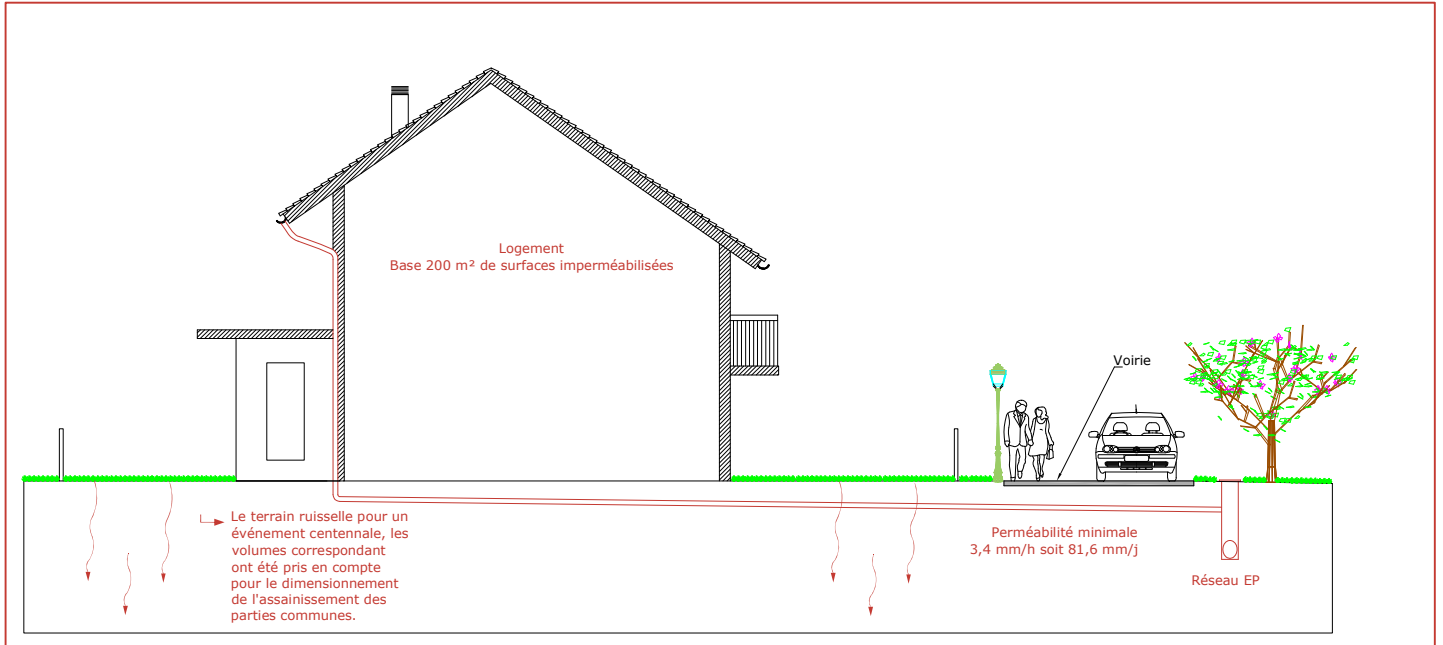 Logement
Base 200 m² de surfaces imperméabilisées
Voirie
Le terrain ruisselle pour un
événement centennale, les
volumes correspondant
ont été pris en compte
pour le dimensionnement
de l'assainissement des
parties communes.
Perméabilité minimale
3,4 mm/h soit 81,6 mm/j
Réseau EP